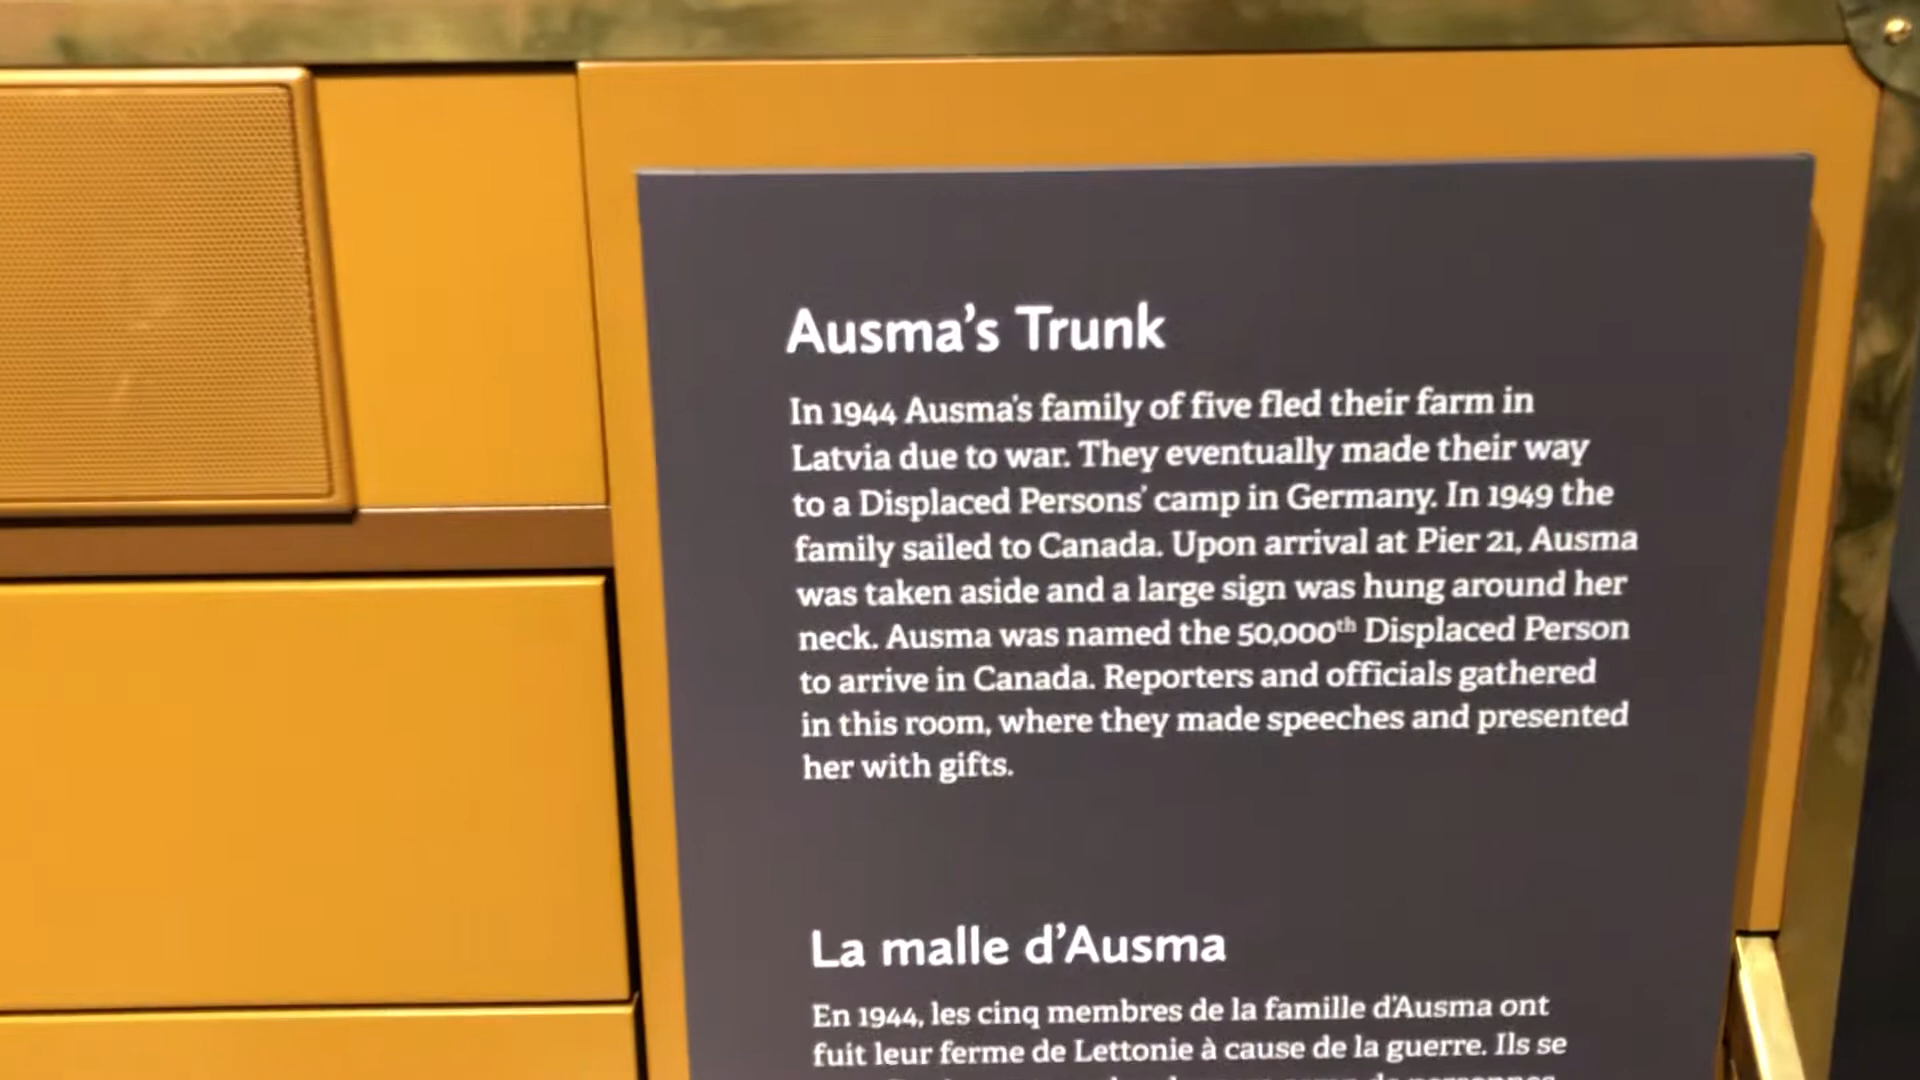 Ausma's Trunk
In 1944 Ausma's family of five fled their farm in
Latvia due to war. They eventually made their way
to a Displaced Persons' camp in Germany. In 1949 the
family sailed to Canada. Upon arrival at Pier 21, Ausma
was taken aside and a large sign was hung around her
neck. Ausma was named the 50,000th Displaced Person
to arrive in Canada. Reporters and officials gathered
in this room, where they made speeches and presented
her with gifts.
La malle d'Ausma
En 1944, les cinq membres de la famille d'Ausma ont
fuit leur ferme de Lettonie à cause de la guerre. Ils se